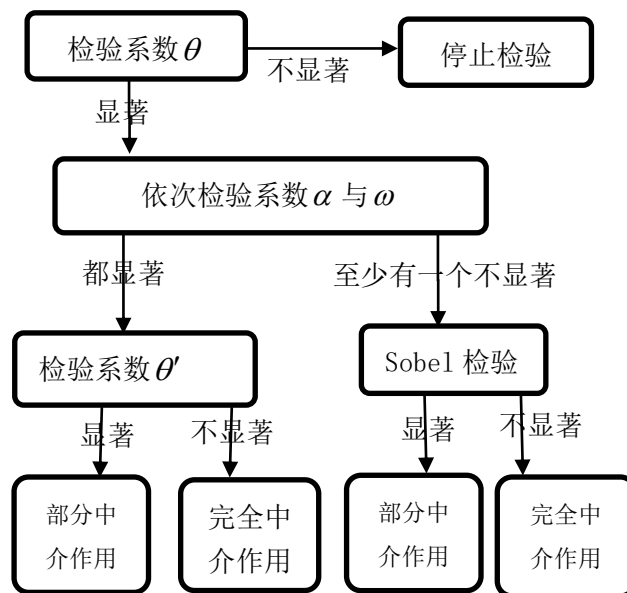 检验系数θ
不显著
停止检验
显著
依次检验系数α 与ω
都显著
至少有一个不显著
检验系数θ′
Sobel 检验
显著
不显著
显著
不显著
部分中
介作用
完全中
介作用
部分中
介作用
完全中
介作用